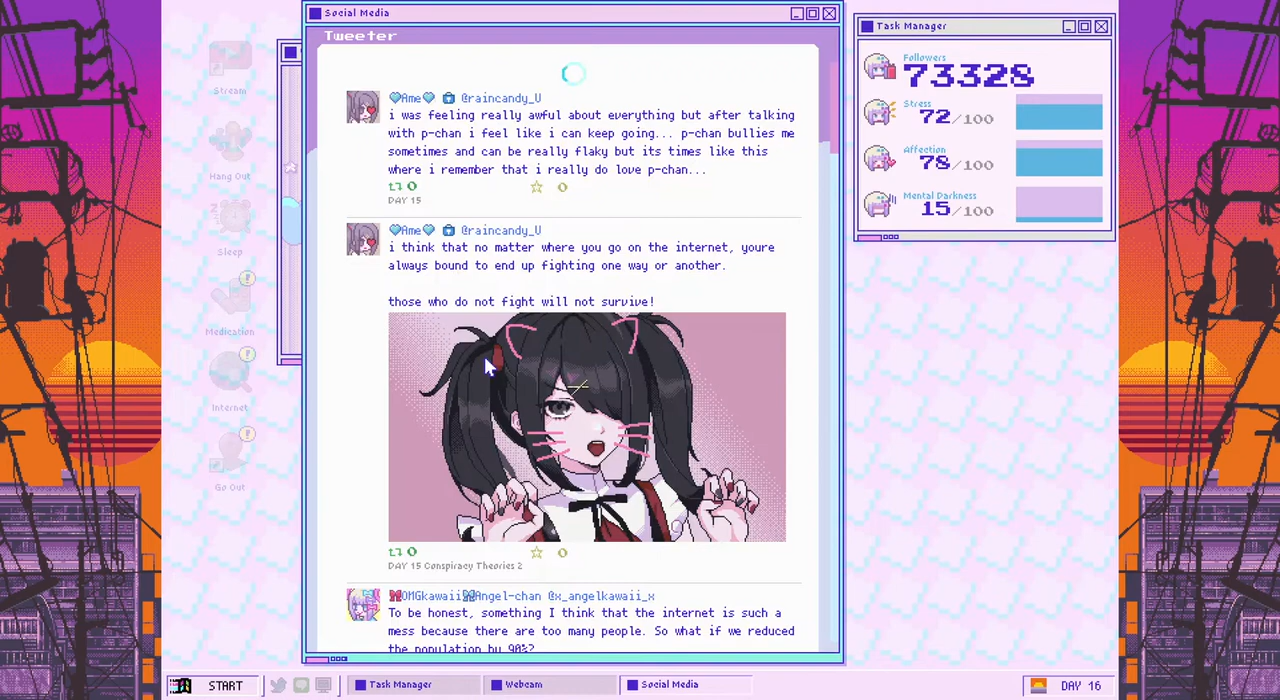 Social Media
Tweeter
Ame @raincandy_U
i was feeling really awful about everything but after talking
with p-chan i feel like i can keep going... p-chan bullies me
sometimes and can be really flaky but its times like this
where i remember that i really do love p-chan...
0 0
DAY 15
Ame @raincandy_U
i think that no matter where you go on the internet, youre
always bound to end up fighting one way or another.
those who do not fight will not survive!
0 0
DAY 15 Conspiracy Theories 2
OMGkawaii Angel-chan @x_angelkawaii_x
To be honest, something I think that the internet is such a
mess because there are too many people. So what if we reduced
the population by 90%?
Task Manager
Followers
73328
Stress
72/100
Affection
78/100
Mental Darkness
15/100
Stream
Hang Out
Sleep
Medication
Internet
Go Out
START
Task Manager
Webcam
Social Media
DAY 16